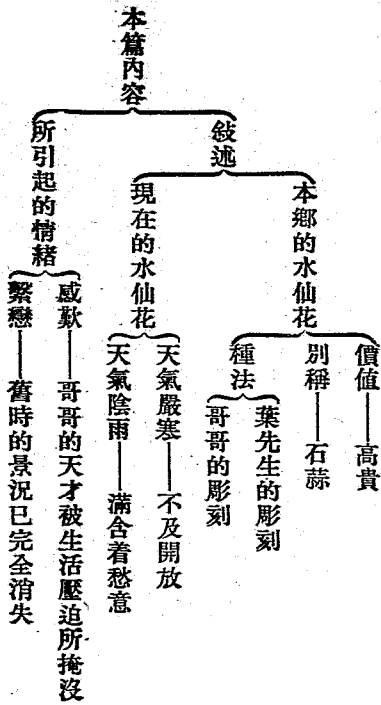 本篇內容
敍述
本鄉的水仙花
價值——高貴
別稱——石蒜
種法
葉先生的彫刻
哥哥的彫刻
現在的水仙花
天氣嚴寒——不及開放
天氣陰雨——滿含着愁意
所引起的情緒
感歎——哥哥的天才被生活壓迫所掩沒
繫戀——舊時的景況已完全消失